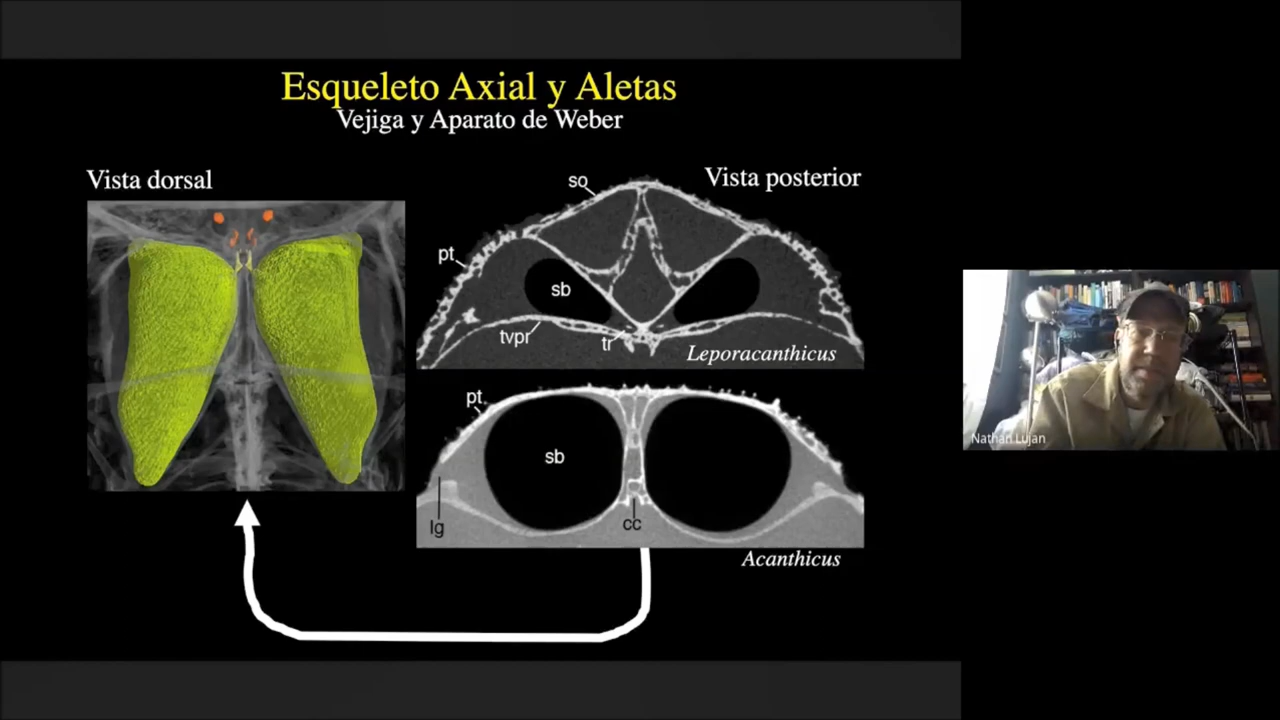 Esqueleto Axial y Aletas
Vejiga y Aparato de Weber
Vista dorsal
Vista posterior
so
pt
sb
tvpr
tr
Leporacanthicus
pt
sb
lg
cc
Acanthicus
Nathan Lujan